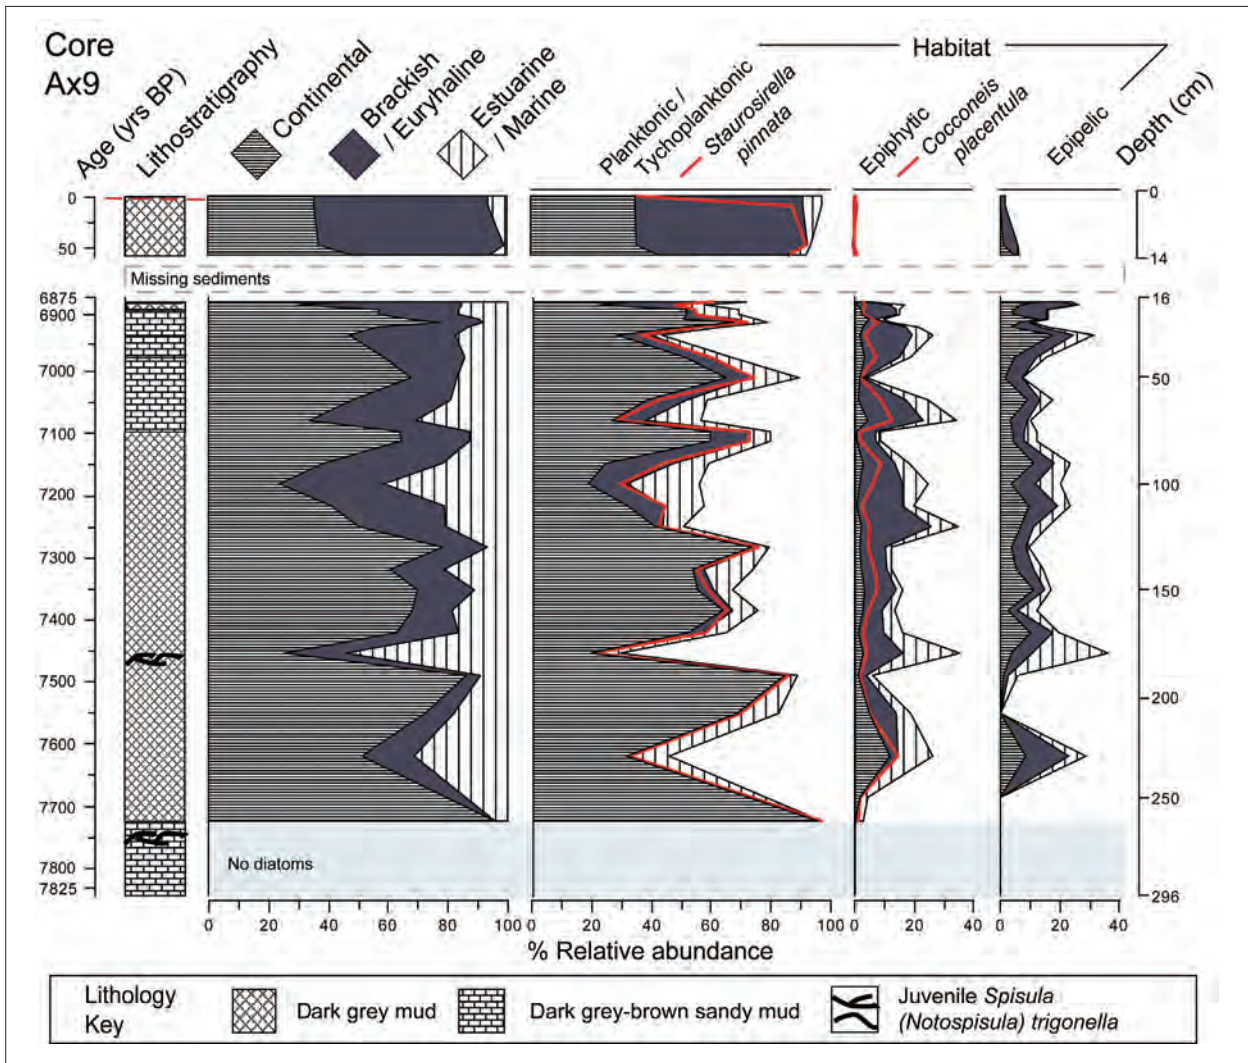 Core
Ax9
Age (yrs BP)
Lithostratigraphy
Continental
Brackish
/ Euryhaline
Estuarine
/ Marine
Habitat
Planktonic /
Tychoplanktonic
Staurosirella
pinnata
Epiphytic
Cocconeis
placentula
Epipelic
Depth (cm)
0
50
0
14
Missing sediments
6875
6900
7000
7100
7200
7300
7400
7500
7600
7700
7800
7825
16
50
100
150
200
250
296
No diatoms
0 20 40 60 80 100
0 20 40 60 80 100
0 20 40
0 20 40
% Relative abundance
Lithology
Key
Dark grey mud
Dark grey-brown sandy mud
Juvenile Spisula
(Notospisula) trigonella